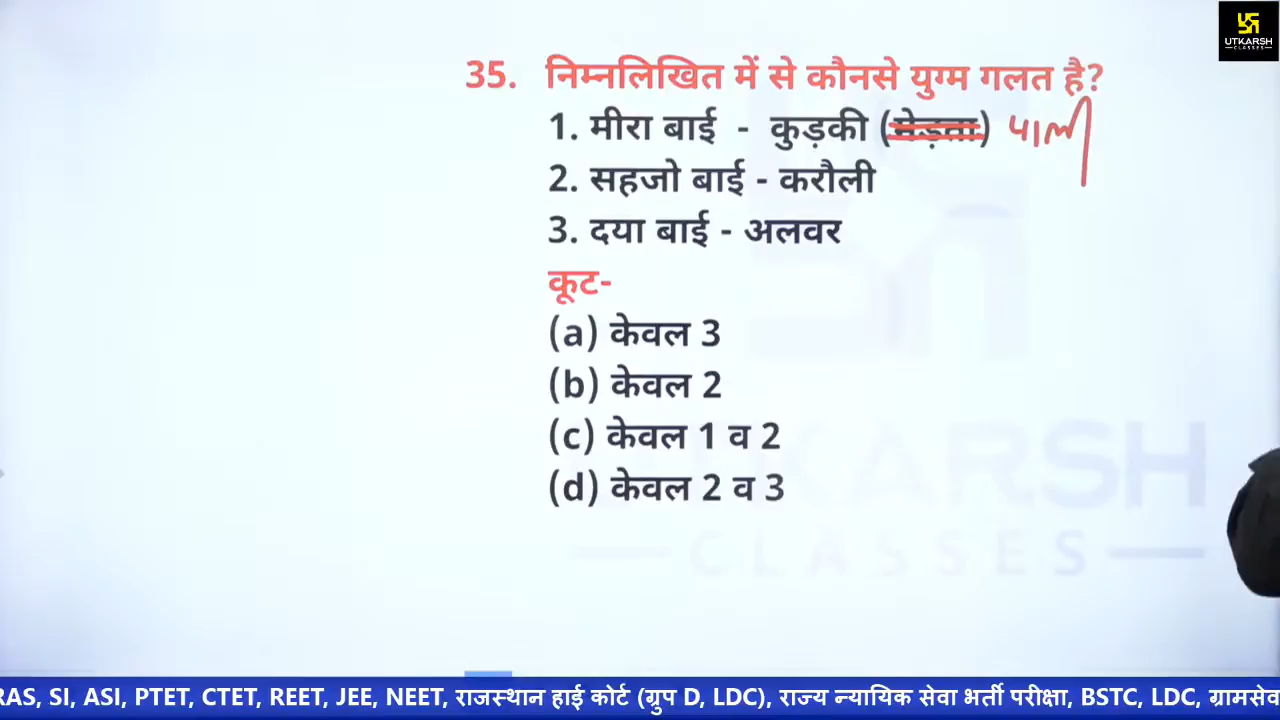 UTKARSH
CLASSES
35. निम्नलिखित में से कौनसे युग्म गलत है?
1. मीरा बाई - कुड़की (मेड़ता) पाली
2. सहजो बाई - करौली
3. दया बाई - अलवर
कूट-
(a) केवल 3
(b) केवल 2
(c) केवल 1 व 2
(d) केवल 2 व 3
UTKARSH
CLASSES
RAS, SI, ASI, PTET, CTET, REET, JEE, NEET, राजस्थान हाई कोर्ट (ग्रुप D, LDC), राज्य न्यायिक सेवा भर्ती परीक्षा, BSTC, LDC, ग्रामसेव